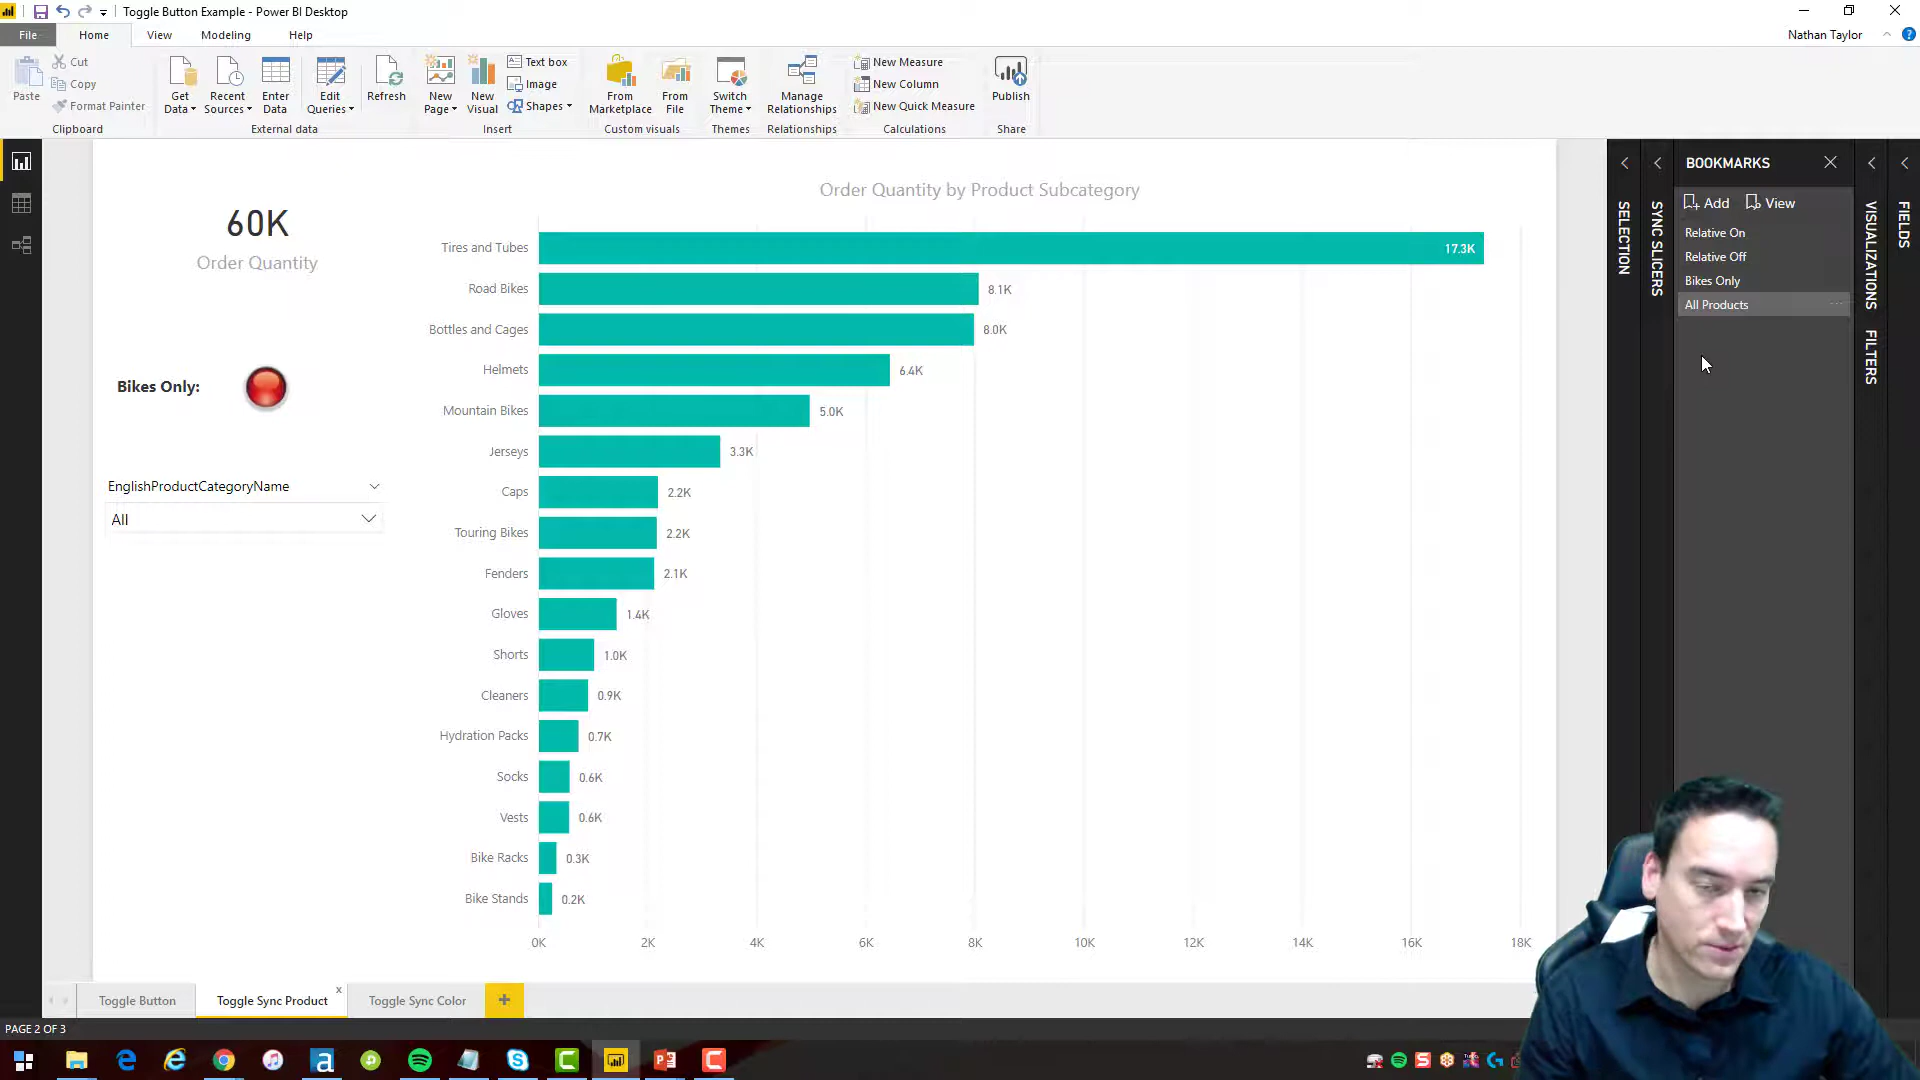 Toggle Button Example - Power BI Desktop
File Home View Modeling Help
Nathan Taylor
Paste
Cut
Copy
Format Painter
Clipboard
Get Data
Recent Sources
Enter Data
Edit Queries
External data
Refresh
New Page
New Visual
Text box
Image
Shapes
Insert
From Marketplace
From File
Custom visuals
Switch Theme
Themes
Manage Relationships
Relationships
New Measure
New Column
New Quick Measure
Calculations
Publish
Share
60K
Order Quantity
Bikes Only:
EnglishProductCategoryName
All
Order Quantity by Product Subcategory
Tires and Tubes 17.3K
Road Bikes 8.1K
Bottles and Cages 8.0K
Helmets 6.4K
Mountain Bikes 5.0K
Jerseys 3.3K
Caps 2.2K
Touring Bikes 2.2K
Fenders 2.1K
Gloves 1.4K
Shorts 1.0K
Cleaners 0.9K
Hydration Packs 0.7K
Socks 0.6K
Vests 0.6K
Bike Racks 0.3K
Bike Stands 0.2K
0K 2K 4K 6K 8K 10K 12K 14K 16K 18K
SELECTION
SYNC SLICERS
BOOKMARKS
Add View
Relative On
Relative Off
Bikes Only
All Products
VISUALIZATIONS
FILTERS
FIELDS
Toggle Button Toggle Sync Product x Toggle Sync Color +
PAGE 2 OF 3